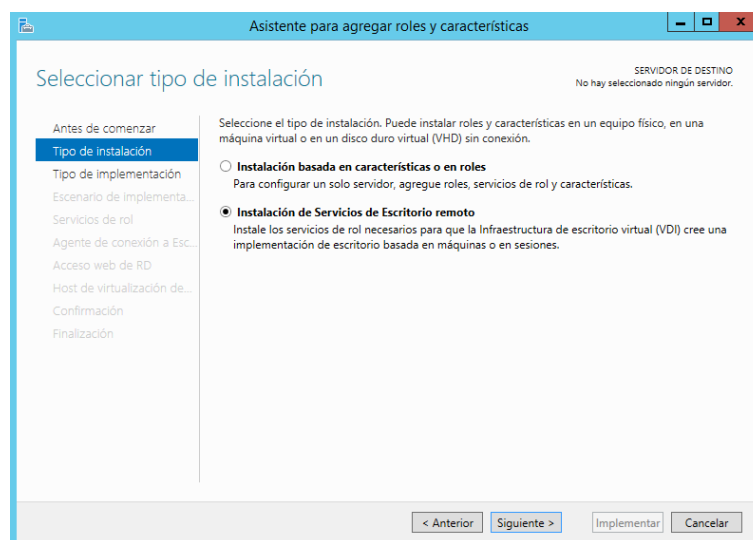 Asistente para agregar roles y características
Seleccionar tipo de instalación
SERVIDOR DE DESTINO
No hay seleccionado ningún servidor.
Antes de comenzar
Tipo de instalación
Tipo de implementación
Escenario de implementa...
Servicios de rol
Agente de conexión a Esc...
Acceso web de RD
Host de virtualización de...
Confirmación
Finalización
Seleccione el tipo de instalación. Puede instalar roles y características en un equipo físico, en una
máquina virtual o en un disco duro virtual (VHD) sin conexión.
Instalación basada en características o en roles
Para configurar un solo servidor, agregue roles, servicios de rol y características.
Instalación de Servicios de Escritorio remoto
Instale los servicios de rol necesarios para que la Infraestructura de escritorio virtual (VDI) cree una
implementación de escritorio basada en máquinas o en sesiones.
< Anterior
Siguiente >
Implementar
Cancelar